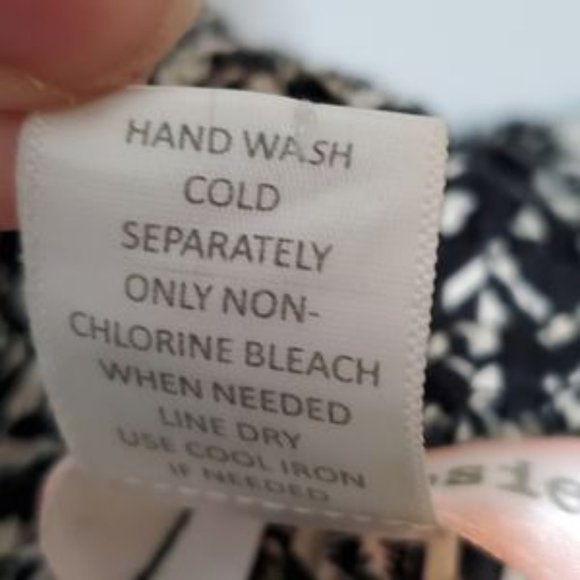 HAND WASH
COLD
SEPARATELY
ONLY NON-
CHLORINE BLEACH
WHEN NEEDED
LINE DRY
USE COOL IRON
IF NEEDED